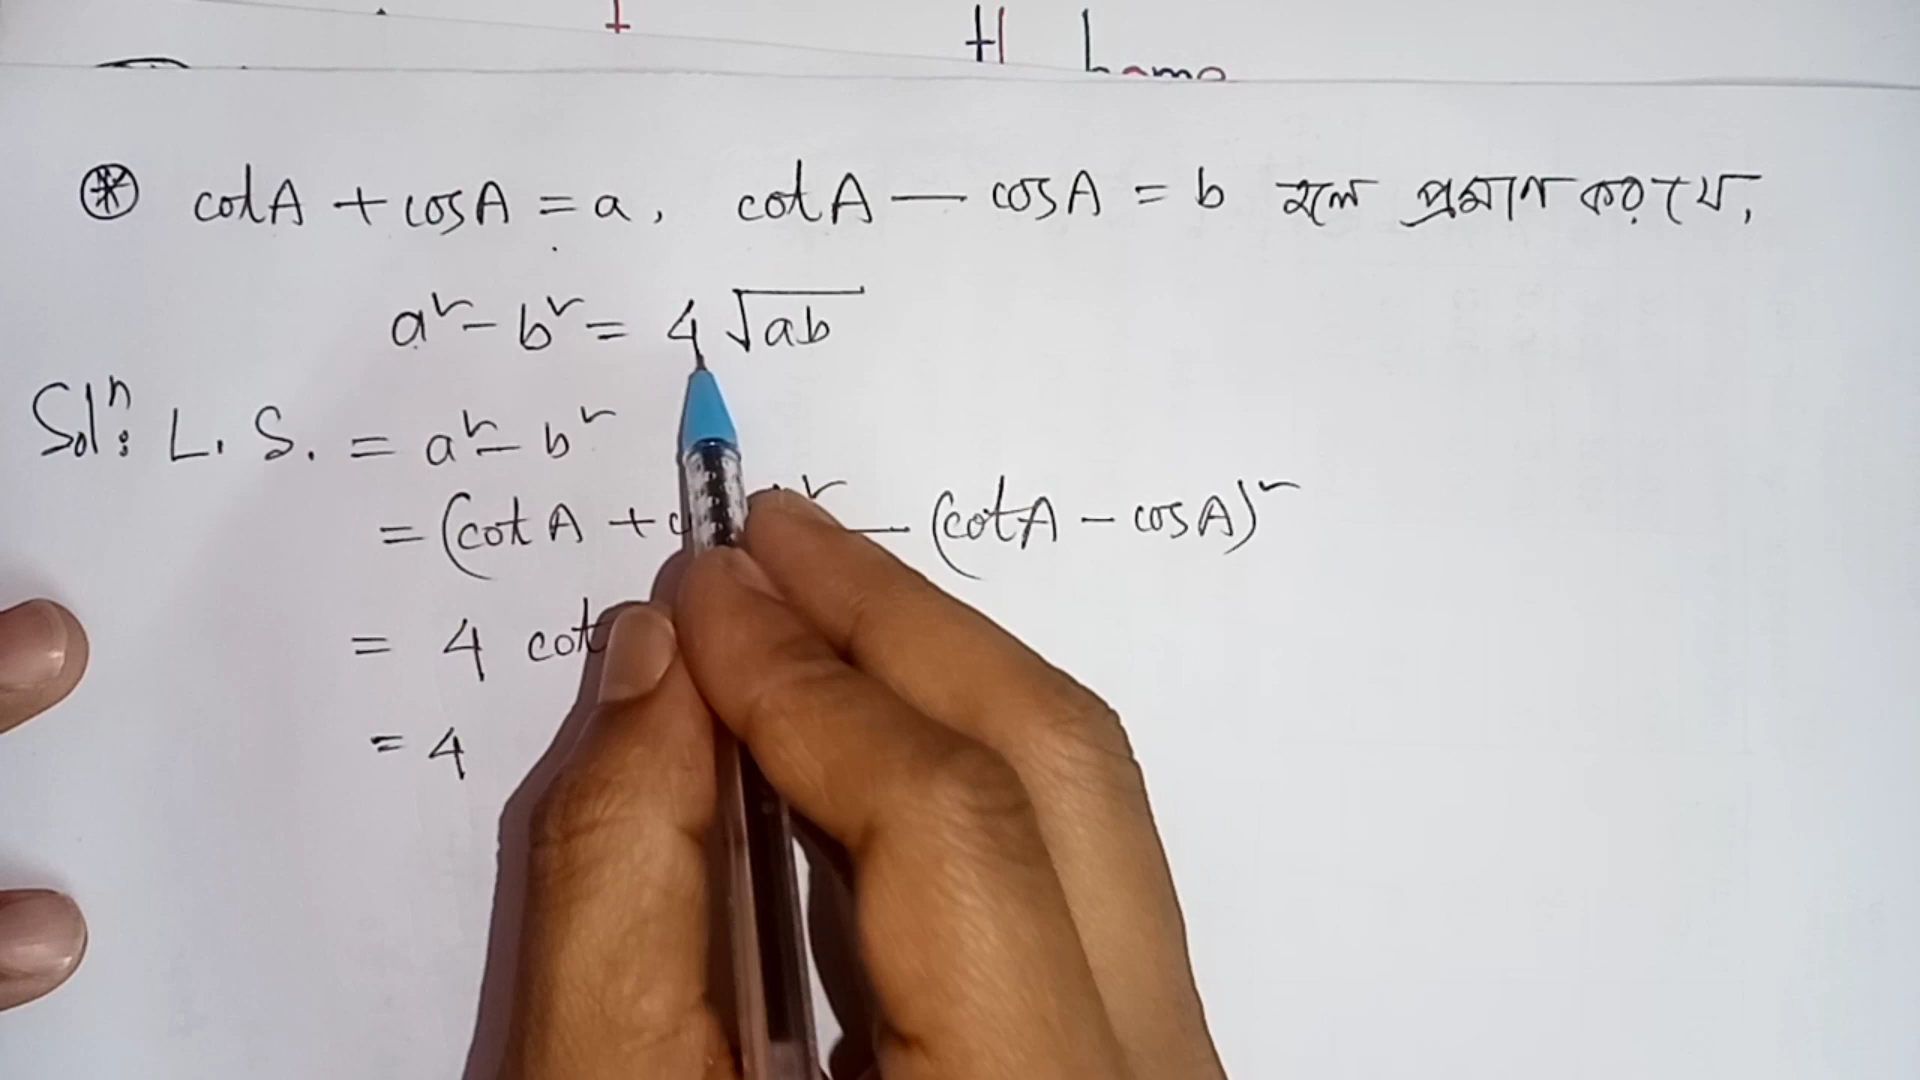 H
⊛ cotA + cosA = a, cotA — cosA = b হলে প্রমাণ কর যে,
a² - b² = 4 √ab
Solⁿ: L. S. = a² - b²
= (cotA + — (cotA - cosA)²
= 4 cot
= 4